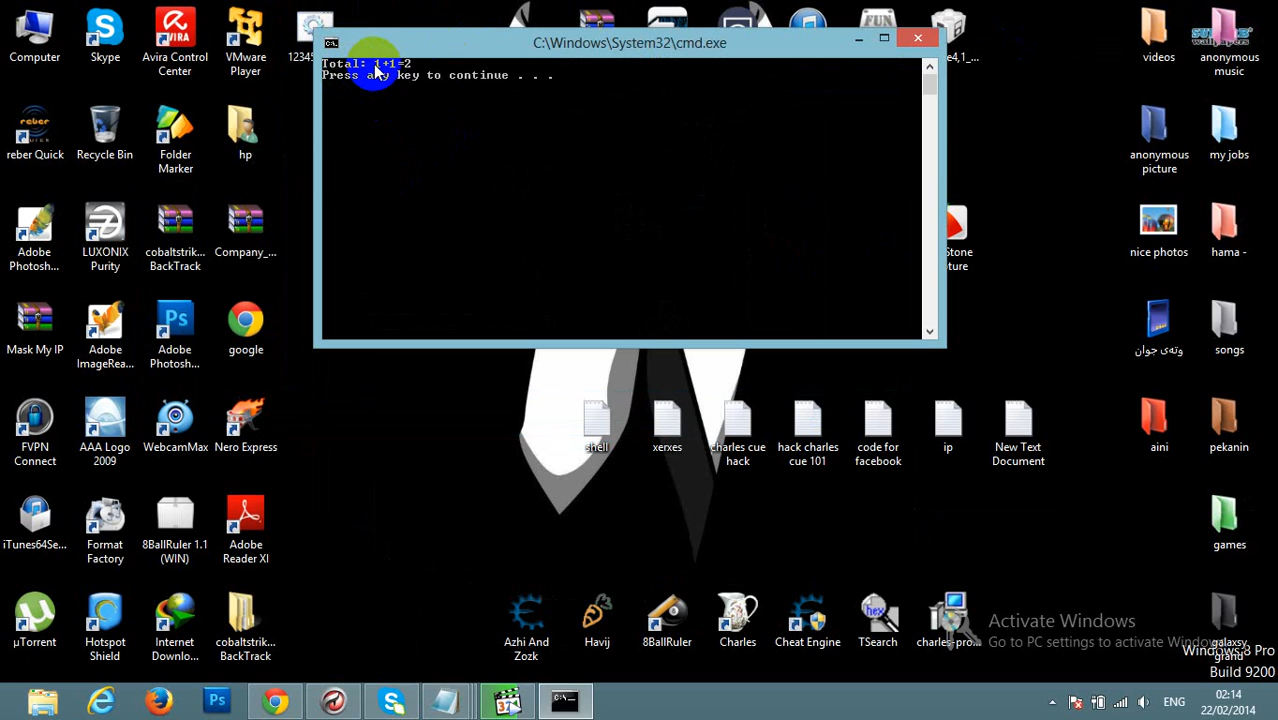 C:\Windows\System32\cmd.exe
Total: 1+1=2
Press any key to continue . . .
Computer
Skype
Avira Control
Center
VMware
Player
AVIRA
FUN
anonymous
music
videos
reber Quick
Recycle Bin
Folder
Marker
hp
anonymous
picture
my jobs
Adobe
Photosh...
LUXONIX
Purity
cobaltstrik...
BackTrack
Company_...
nice photos
hama -
Mask My IP
Adobe
ImageRea...
Adobe
Photosh...
google
وتەی جوان
songs
FVPN
Connect
AAA Logo
2009
WebcamMax
Nero Express
shell
xerxes
charles cue
hack
hack charles
cue 101
code for
facebook
ip
New Text
Document
aini
pekanin
iTunes64Se...
Format
Factory
8BallRuler 1.1
(WIN)
Adobe
Reader XI
games
µTorrent
Hotspot
Shield
Internet
Downlo...
cobaltstrik...
BackTrack
Azhi And
Zozk
Havij
8BallRuler
Charles
Cheat Engine
TSearch
charles pro...
galaxsy
grand
Activate Windows
Go to PC settings to activate Windows.
Windows 8 Pro
Build 9200
ENG
02:14
22/02/2014